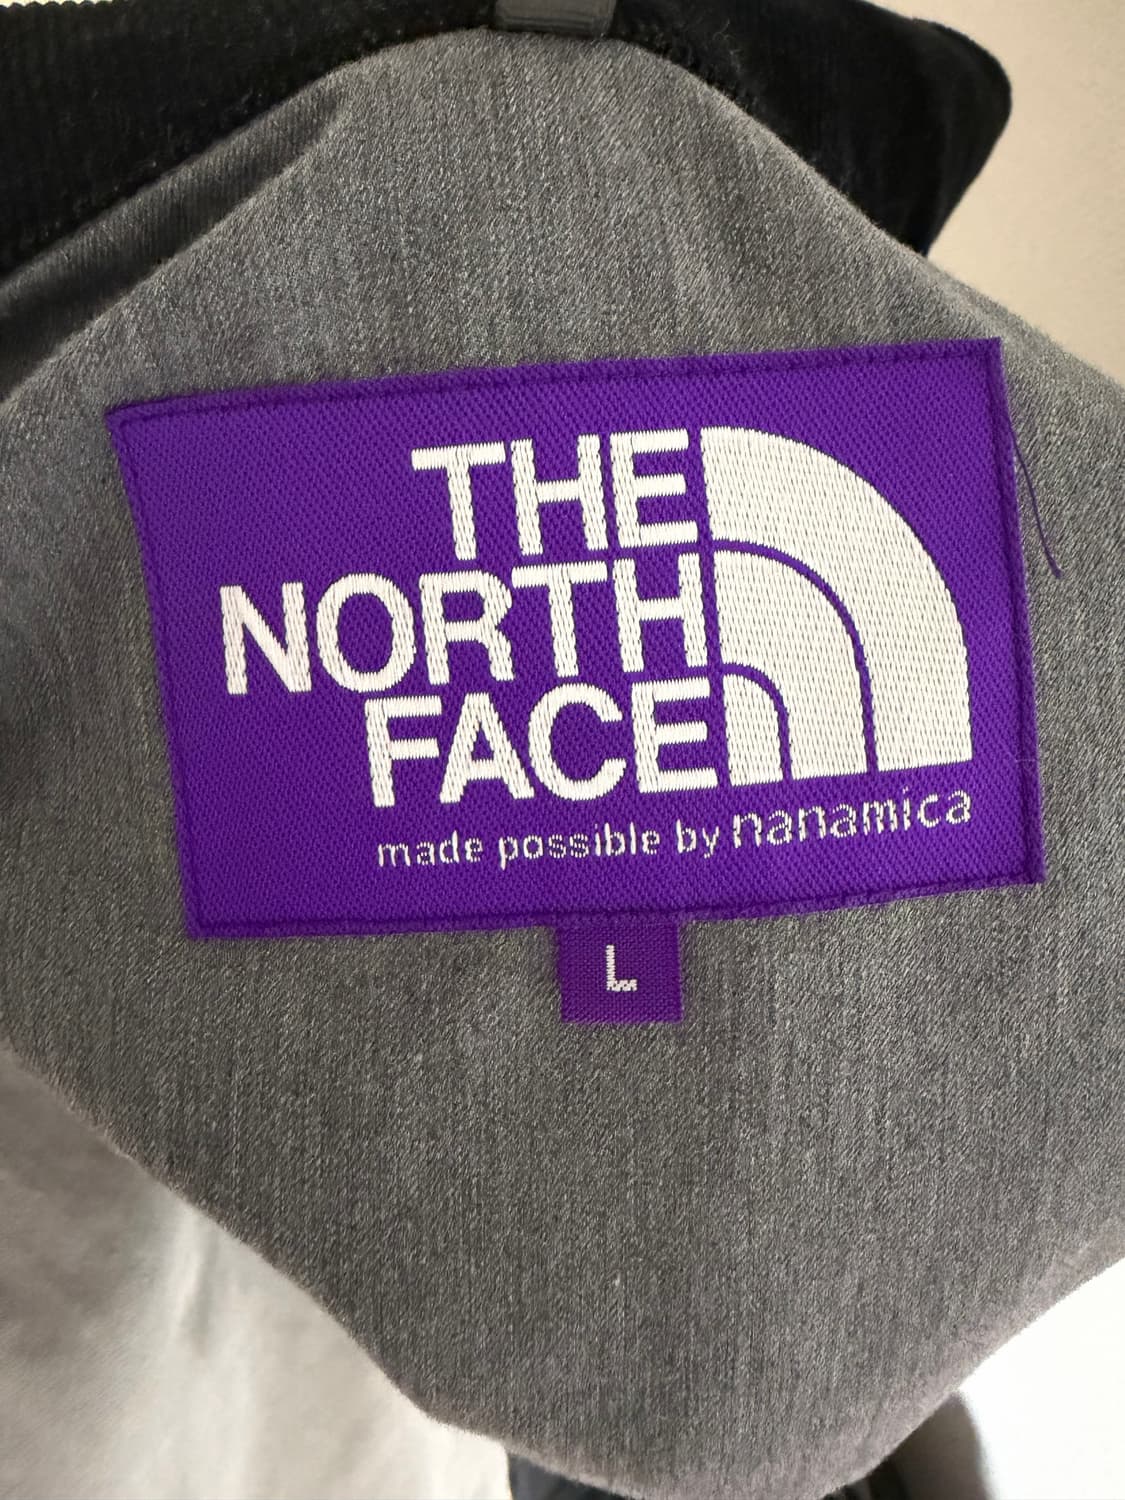 THE
NORTH
FACE
made possible by nanamica
L